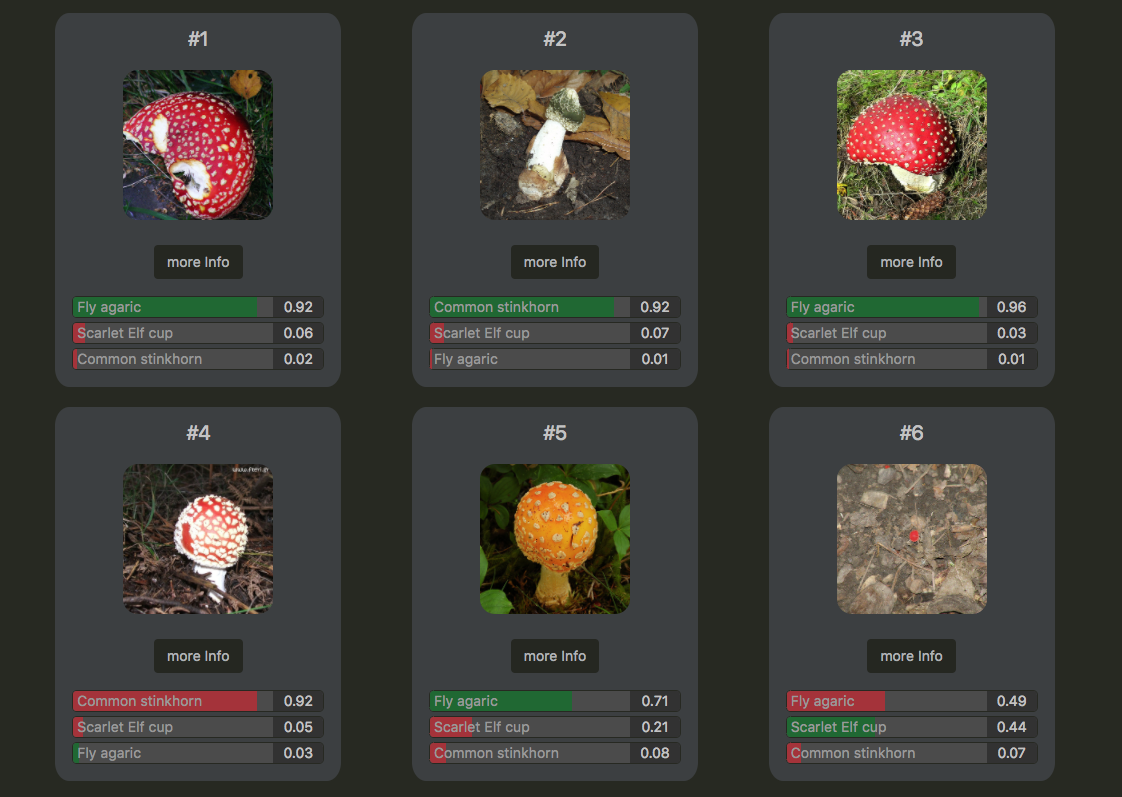 #1
#2
#3
more Info
more Info
more Info
Fly agaric 0.92
Scarlet Elf cup 0.06
Common stinkhorn 0.02
Common stinkhorn 0.92
Scarlet Elf cup 0.07
Fly agaric 0.01
Fly agaric 0.96
Scarlet Elf cup 0.03
Common stinkhorn 0.01
#4
#5
#6
more Info
more Info
more Info
Common stinkhorn 0.92
Scarlet Elf cup 0.05
Fly agaric 0.03
Fly agaric 0.71
Scarlet Elf cup 0.21
Common stinkhorn 0.08
Fly agaric 0.49
Scarlet Elf cup 0.44
Common stinkhorn 0.07